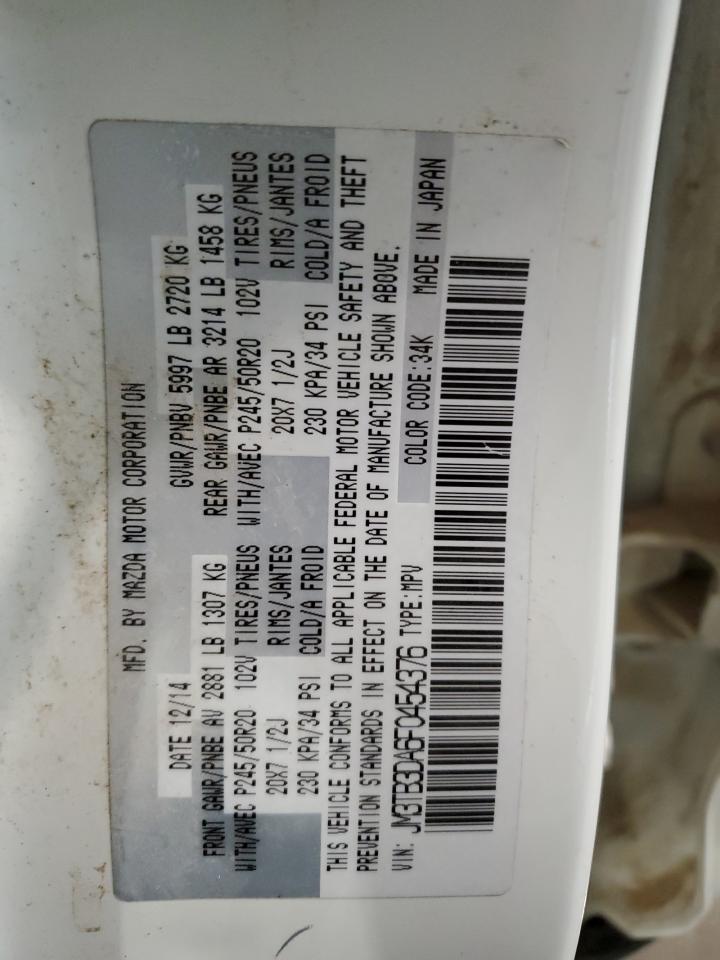 MFD. BY MAZDA MOTOR CORPORATION
DATE 12/14 GVWR/PNBV 5997 LB 2720 KG
FRONT GAWR/PNBE AV 2881 LB 1307 KG REAR GAWR/PNBE AR 3214 LB 1458 KG
WITH/AVEC P245/50R20 102V TIRES/PNEUS WITH/AVEC P245/50R20 102V TIRES/PNEUS
20X7 1/2J RIMS/JANTES 20X7 1/2J RIMS/JANTES
230 KPA/34 PSI COLD/A FROID 230 KPA/34 PSI COLD/A FROID
THIS VEHICLE CONFORMS TO ALL APPLICABLE FEDERAL MOTOR VEHICLE SAFETY AND THEFT
PREVENTION STANDARDS IN EFFECT ON THE DATE OF MANUFACTURE SHOWN ABOVE.
VIN: JM3TB3DA6F0454376 TYPE:MPV COLOR CODE:34K MADE IN JAPAN